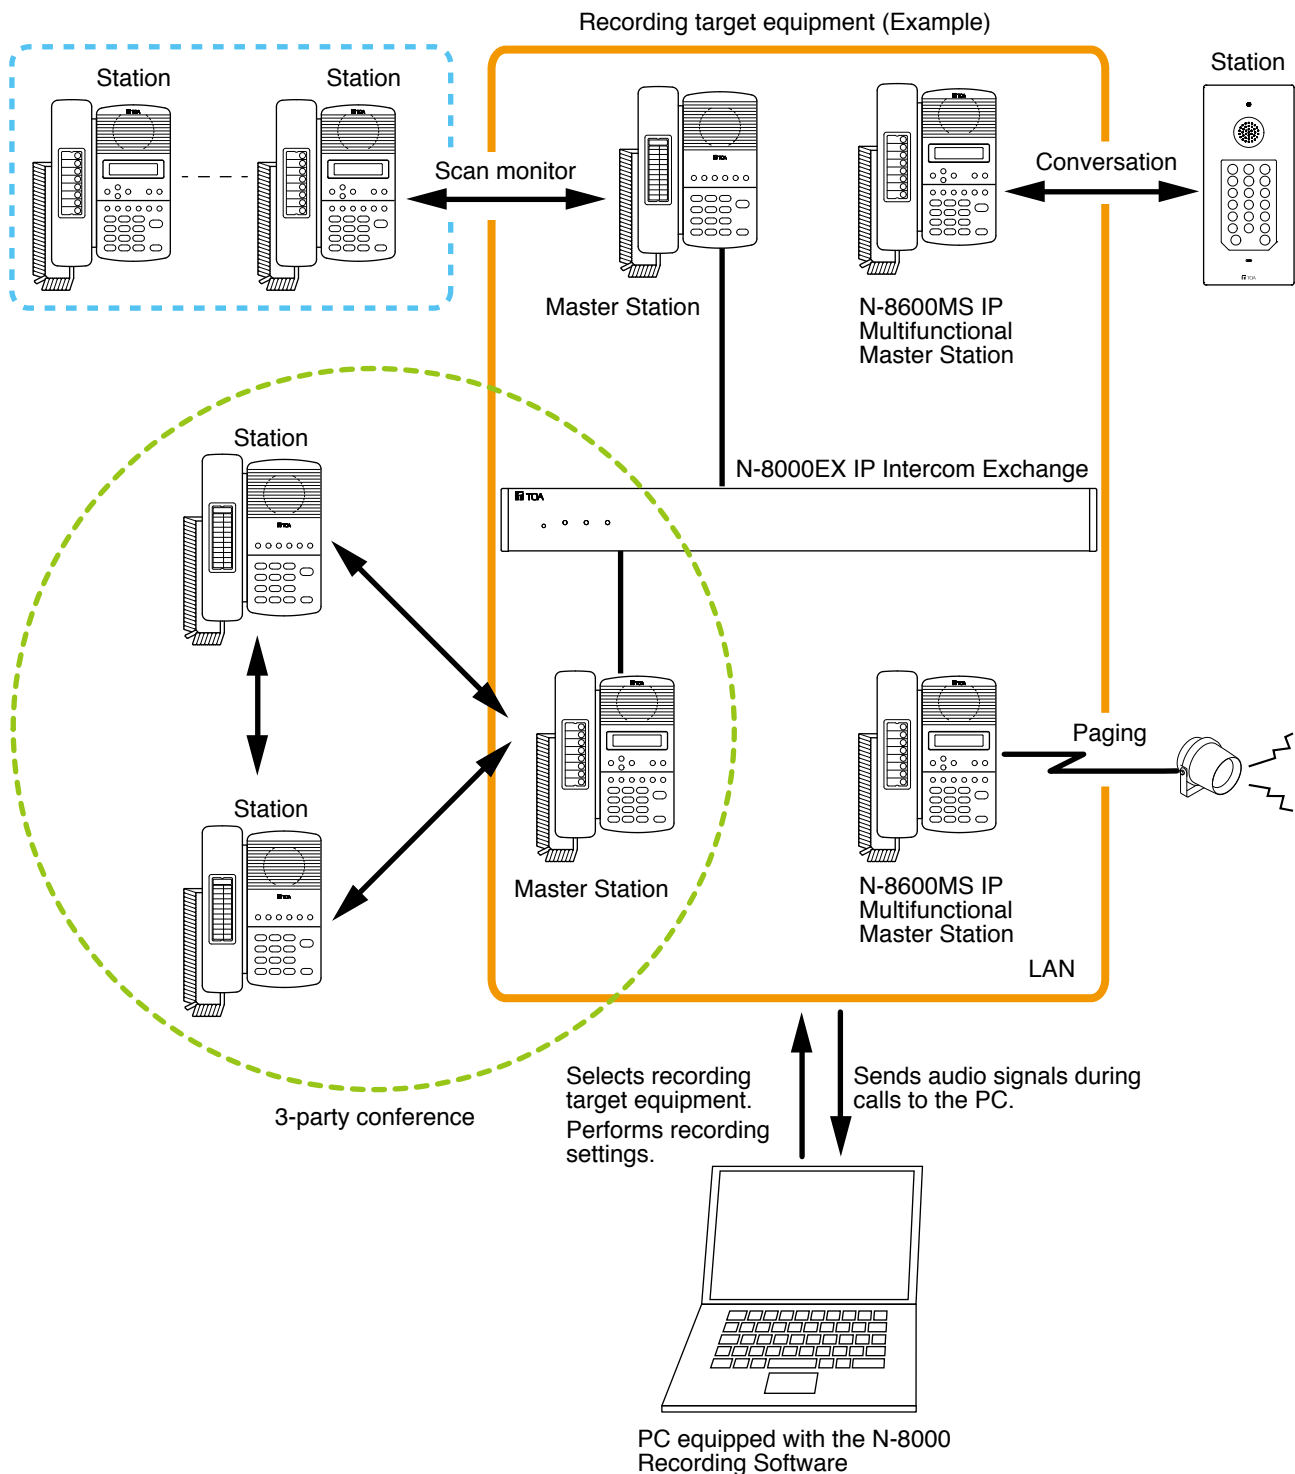 Recording target equipment (Example)
Station
Station
Station
Scan monitor
Conversation
TOA
Master Station
N-8600MS IP
Multifunctional
Master Station
Station
N-8000EX IP Intercom Exchange
TOA
TOA
Paging
Station
TOA
Master Station
N-8600MS IP
Multifunctional
Master Station
LAN
3-party conference
Selects recording
target equipment.
Performs recording
settings.
Sends audio signals during
calls to the PC.
PC equipped with the N-8000
Recording Software